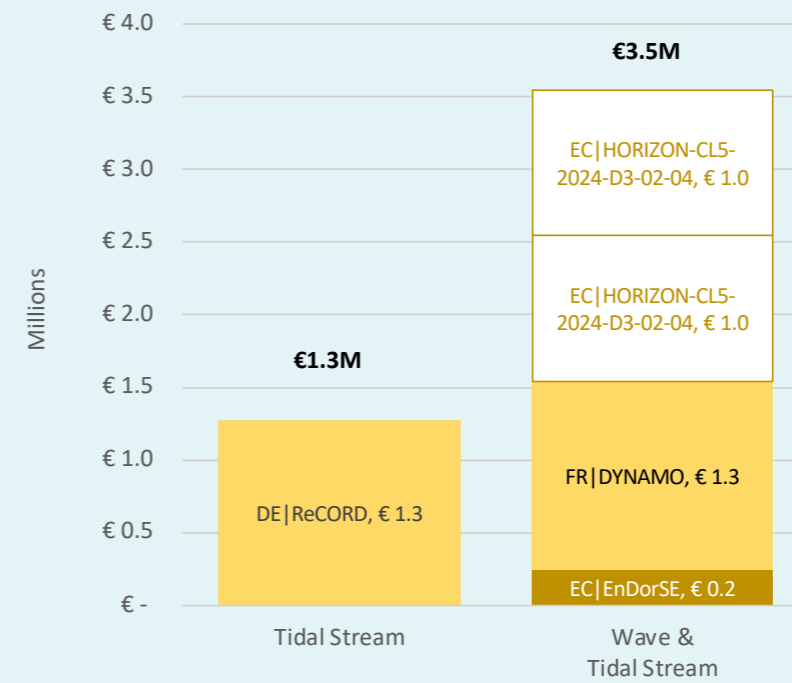 € 4.0
€3.5M
€ 3.5
EC|HORIZON-CL5-
2024-D3-02-04, € 1.0
€ 3.0
€ 2.5
EC|HORIZON-CL5-
2024-D3-02-04, € 1.0
€ 2.0
Millions
€1.3M
€ 1.5
FR|DYNAMO, € 1.3
€ 1.0
DE|ReCORD, € 1.3
€ 0.5
EC|EnDorSE, € 0.2
€ -
Tidal Stream
Wave &
Tidal Stream